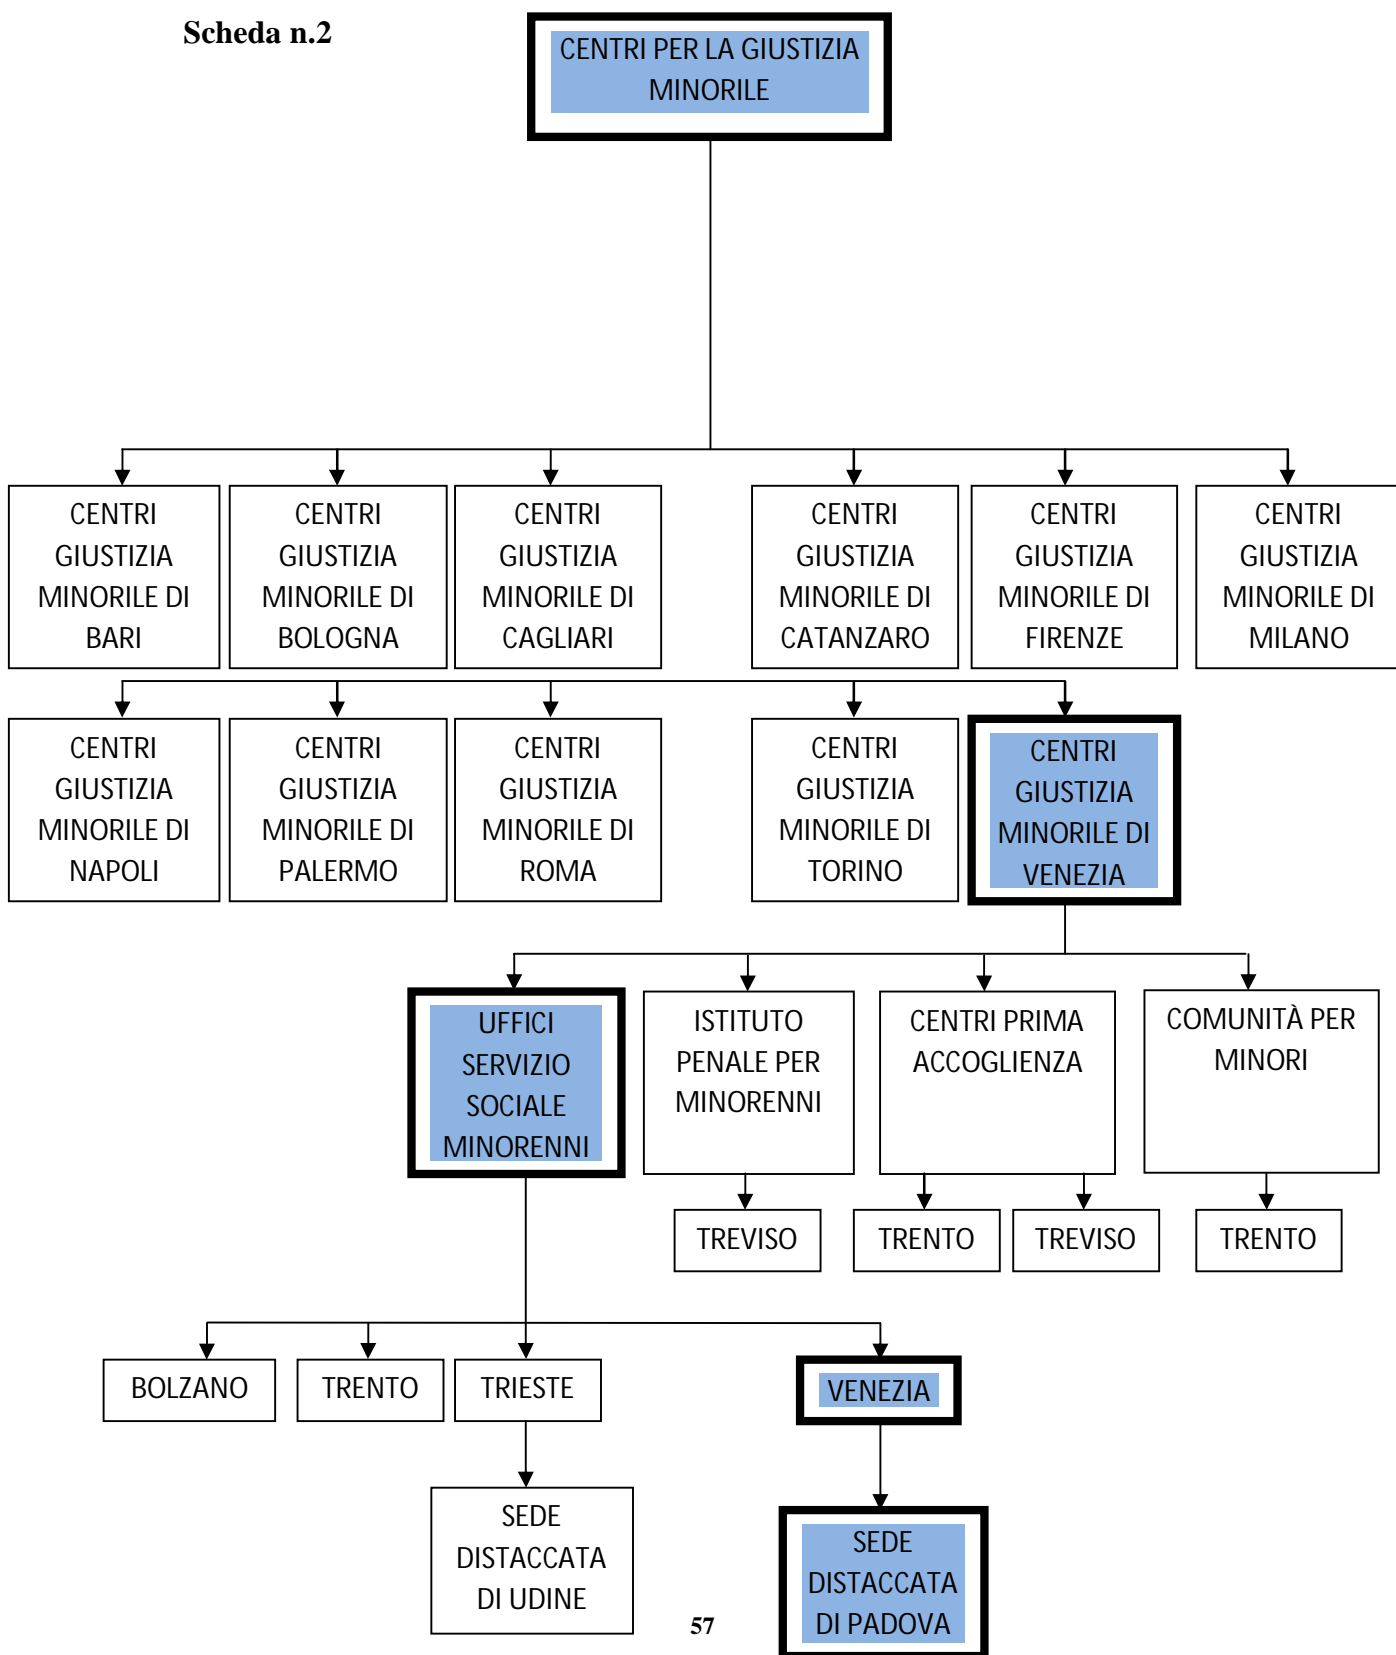 Scheda n.2
CENTRI PER LA GIUSTIZIA
MINORILE
CENTRI
GIUSTIZIA
MINORILE DI
BARI
CENTRI
GIUSTIZIA
MINORILE DI
BOLOGNA
CENTRI
GIUSTIZIA
MINORILE DI
CAGLIARI
CENTRI
GIUSTIZIA
MINORILE DI
CATANZARO
CENTRI
GIUSTIZIA
MINORILE DI
FIRENZE
CENTRI
GIUSTIZIA
MINORILE DI
MILANO
CENTRI
GIUSTIZIA
MINORILE DI
NAPOLI
CENTRI
GIUSTIZIA
MINORILE DI
PALERMO
CENTRI
GIUSTIZIA
MINORILE DI
ROMA
CENTRI
GIUSTIZIA
MINORILE DI
TORINO
CENTRI
GIUSTIZIA
MINORILE DI
VENEZIA
UFFICI
SERVIZIO
SOCIALE
MINORENNI
ISTITUTO
PENALE PER
MINORENNI
CENTRI PRIMA
ACCOGLIENZA
COMUNITÀ PER
MINORI
TREVISO
TRENTO
TREVISO
TRENTO
BOLZANO
TRENTO
TRIESTE
VENEZIA
SEDE
DISTACCATA
DI UDINE
SEDE
DISTACCATA
DI PADOVA
57